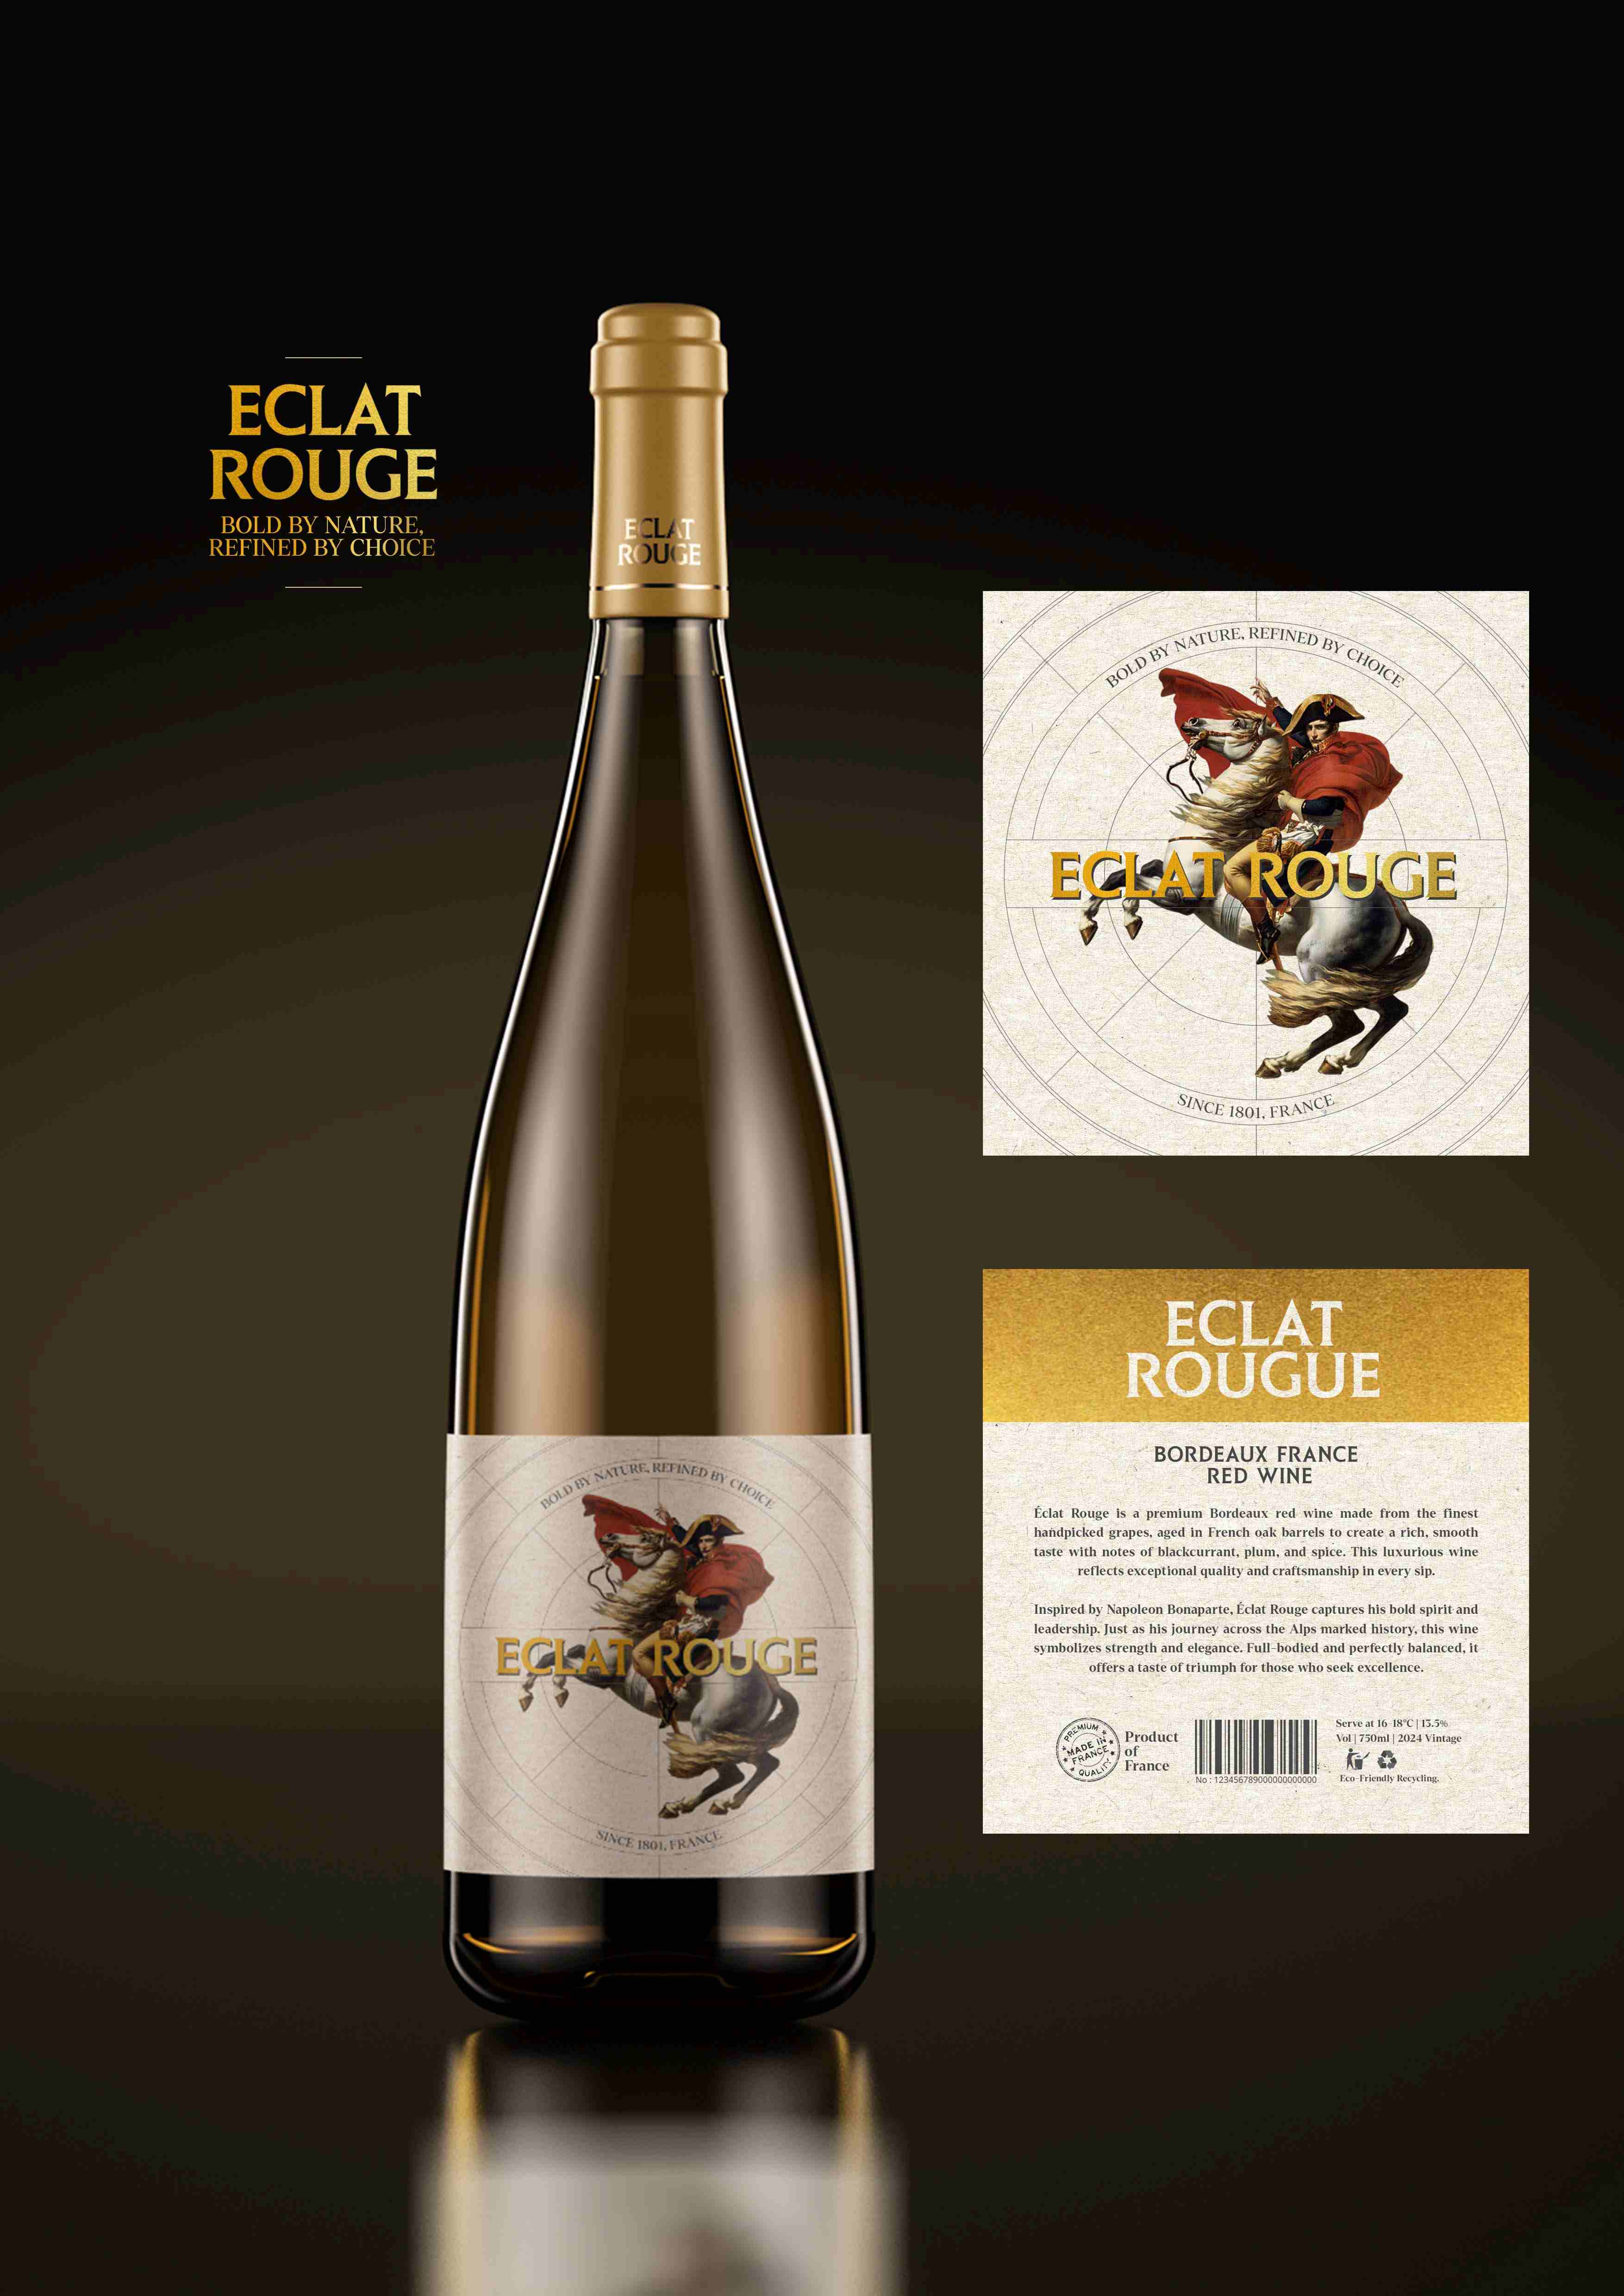 ECLAT
ROUGE
BOLD BY NATURE,
REFINED BY CHOICE
ECLAT
ROUGE
BOLD BY NATURE, REFINED BY CHOICE
ECLAT ROUGE
SINCE 1801, FRANCE
BOLD BY NATURE, REFINED BY CHOICE
ECLAT ROUGE
SINCE 1801, FRANCE
ECLAT
ROUGUE
BORDEAUX FRANCE
RED WINE
Éclat Rouge is a premium Bordeaux red wine made from the finest
handpicked grapes, aged in French oak barrels to create a rich, smooth
taste with notes of blackcurrant, plum, and spice. This luxurious wine
reflects exceptional quality and craftsmanship in every sip.
Inspired by Napoleon Bonaparte, Éclat Rouge captures his bold spirit and
leadership. Just as his journey across the Alps marked history, this wine
symbolizes strength and elegance. Full-bodied and perfectly balanced, it
offers a taste of triumph for those who seek excellence.
PREMIUM
MADE IN
FRANCE
QUALITY
Product
of
France
No : 123456789000000000000
Serve at 16-18°C | 13.5%
Vol | 750ml | 2024 Vintage
Eco-Friendly Recycling.